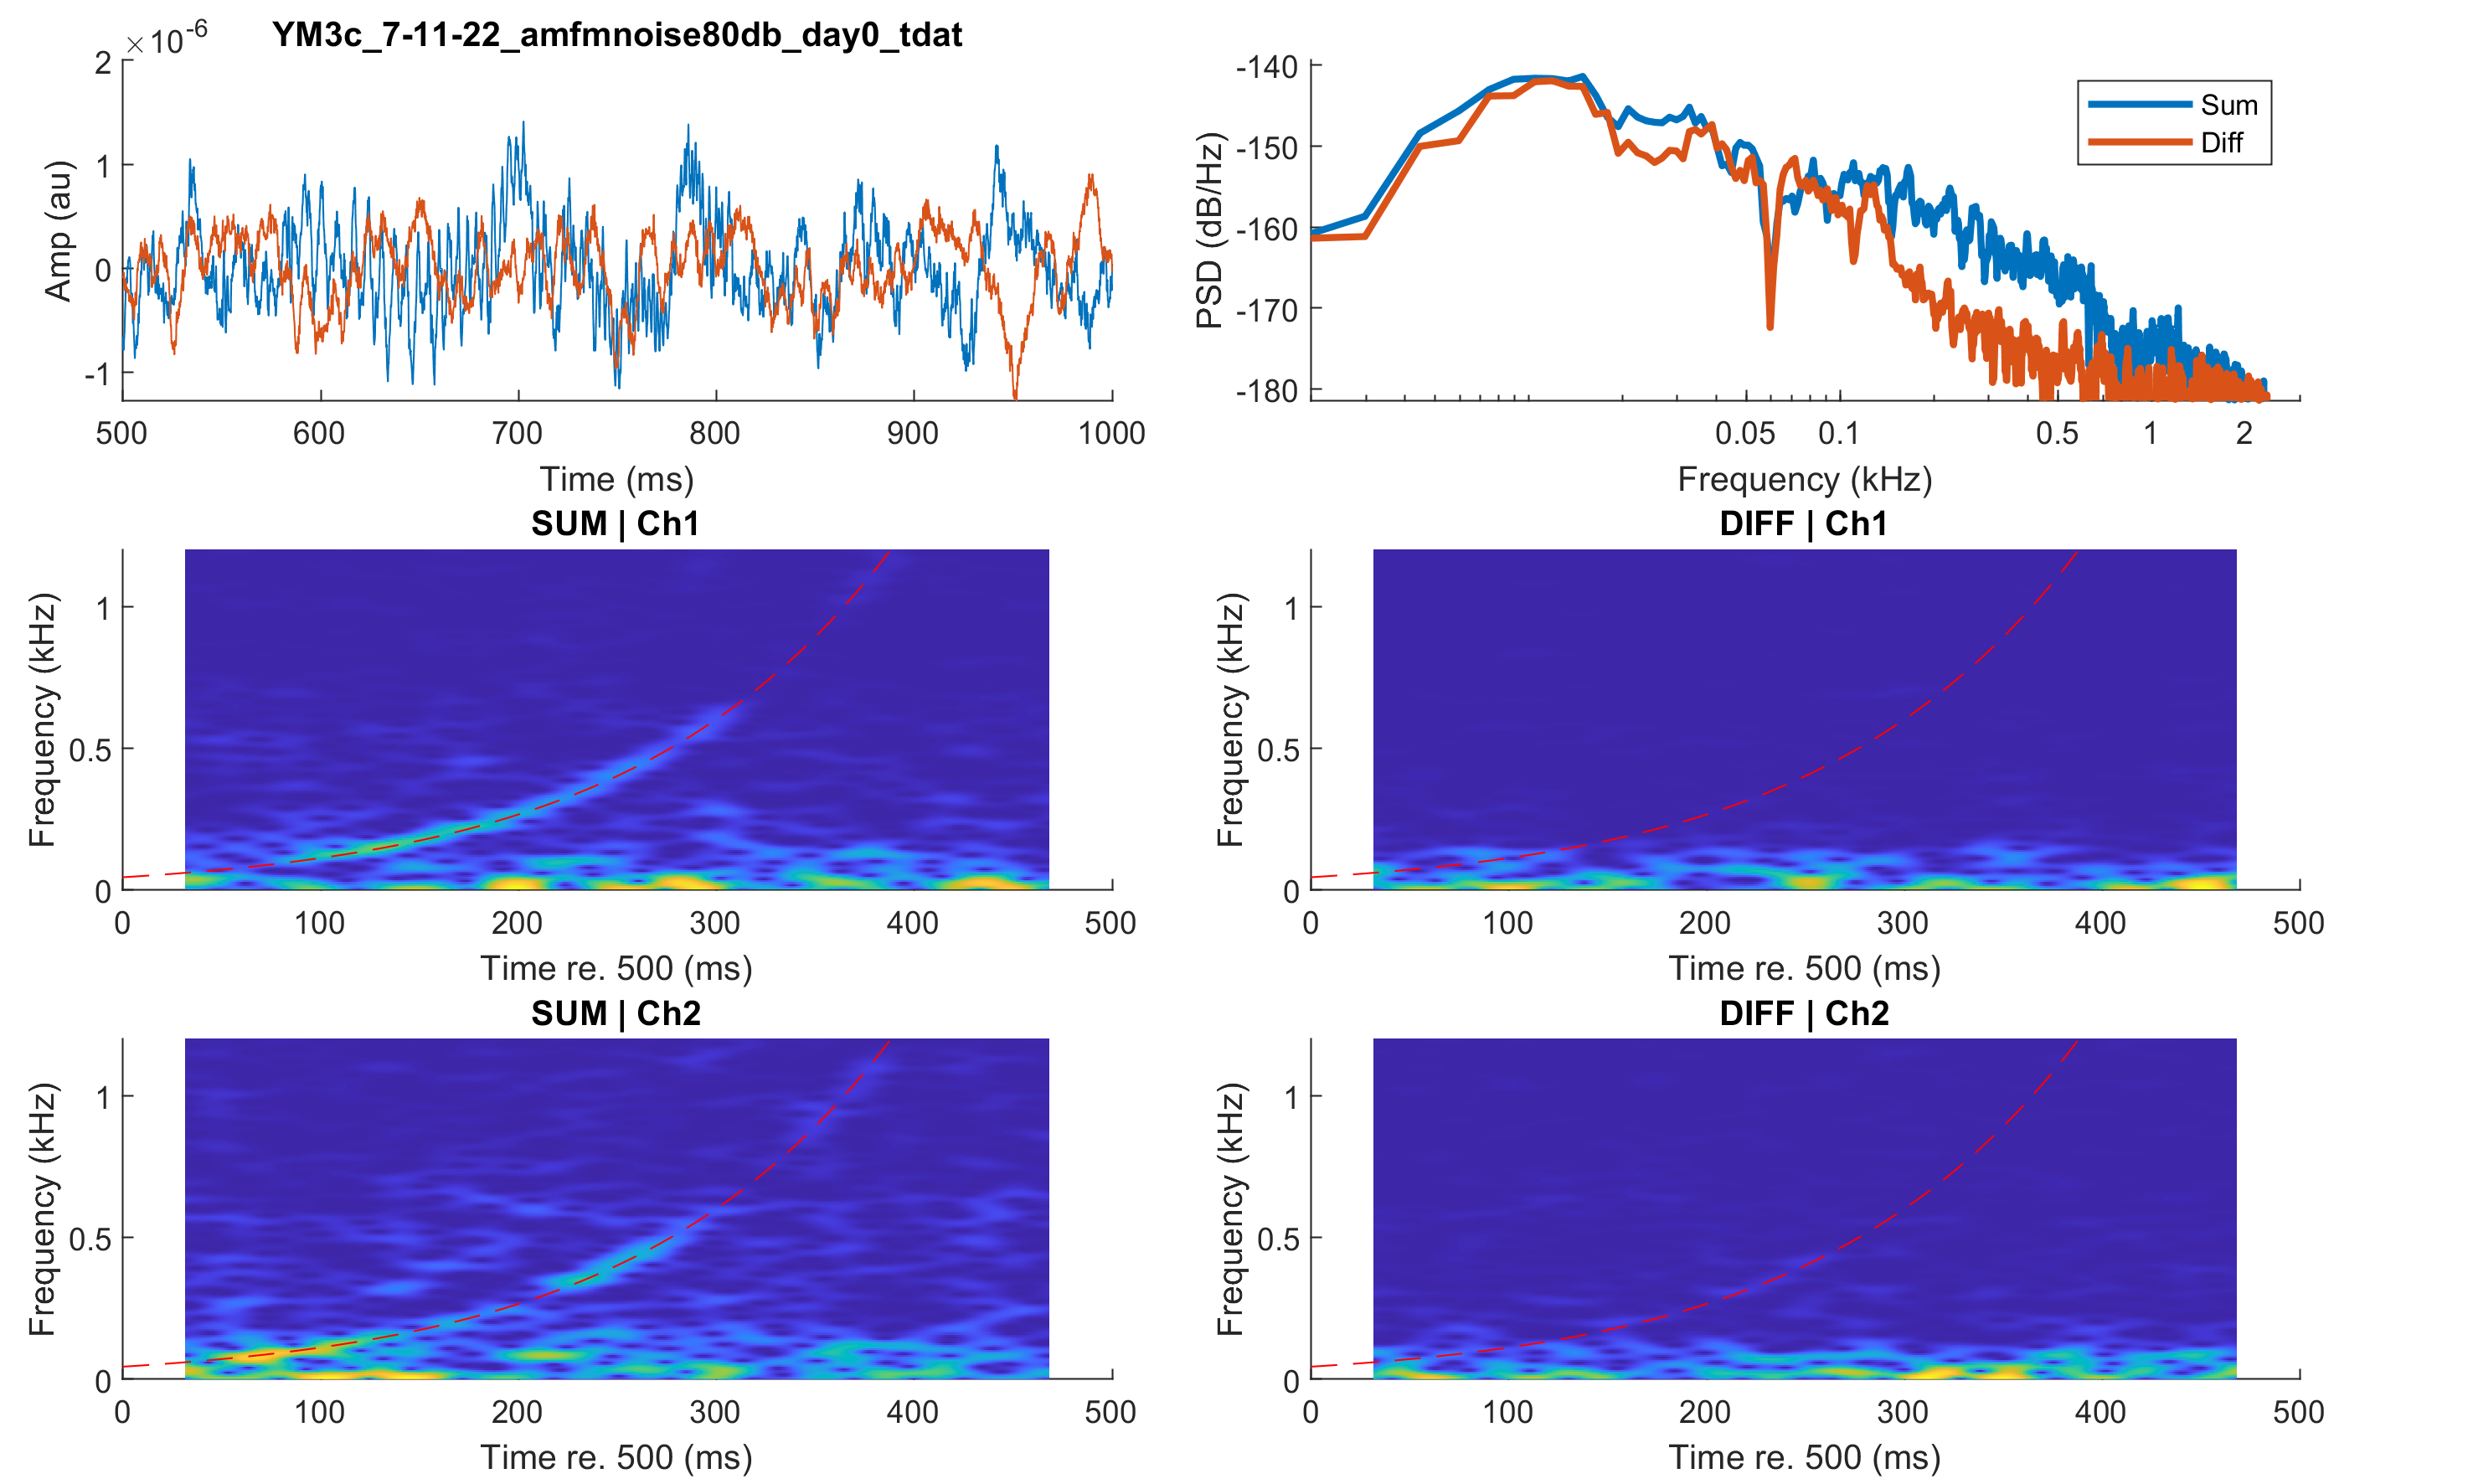 YM3c_7-11-22_amfmnoise80db_day0_tdat
×10-6
2
1
0
-1
Amp (au)
500 600 700 800 900 1000
Time (ms)
-140
-150
-160
-170
-180
PSD (dB/Hz)
Sum
Diff
0.05 0.1 0.5 1 2
Frequency (kHz)
SUM | Ch1
1
0.5
0
Frequency (kHz)
0 100 200 300 400 500
Time re. 500 (ms)
DIFF | Ch1
1
0.5
0
Frequency (kHz)
0 100 200 300 400 500
Time re. 500 (ms)
SUM | Ch2
1
0.5
0
Frequency (kHz)
0 100 200 300 400 500
Time re. 500 (ms)
DIFF | Ch2
1
0.5
0
Frequency (kHz)
0 100 200 300 400 500
Time re. 500 (ms)